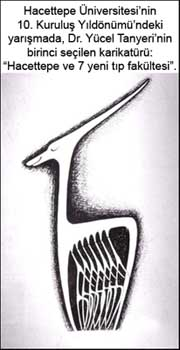 Hacettepe Üniversitesi’nin
10. Kuruluş Yıldönümü’ndeki
yarışmada, Dr. Yücel Tanyeri’nin
birinci seçilen karikatürü:
“Hacettepe ve 7 yeni tıp fakültesi”.